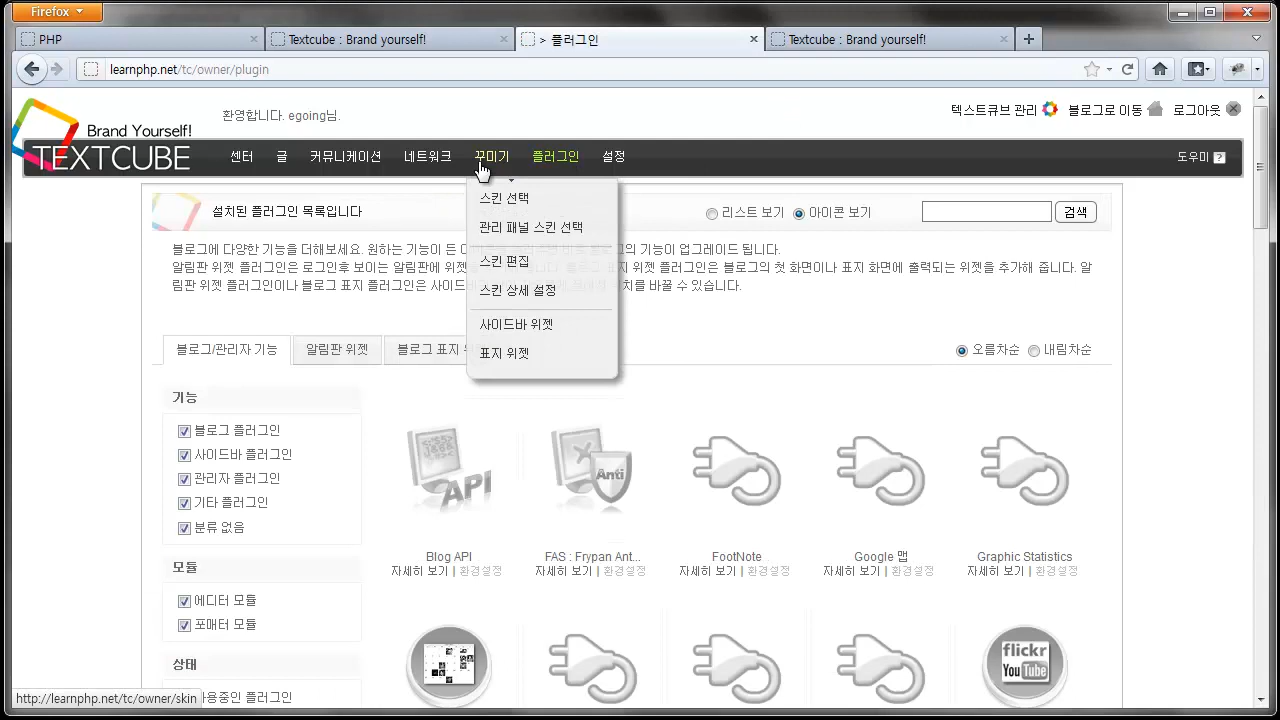 Firefox
PHP
Textcube : Brand yourself!
> 플러그인
Textcube : Brand yourself!
learnphp.net/tc/owner/plugin
Brand Yourself!
TEXTCUBE
환영합니다. egoing님.
텍스트큐브 관리
블로그로 이동
로그아웃
센터
글
커뮤니케이션
네트워크
꾸미기
플러그인
설정
도우미 ?
스킨 선택
관리 패널 스킨 선택
스킨 편집
스킨 상세 설정
사이드바 위젯
표지 위젯
설치된 플러그인 목록입니다
리스트 보기
아이콘 보기
검색
블로그에 다양한 기능을 더해보세요. 원하는 기능이 든 의 기능이 업그레이드 됩니다.
알림판 위젯 플러그인은 로그인후 보이는 알림판에 위젯을 위젯 플러그인은 블로그의 첫 화면이나 표지 화면에 출력되는 위젯을 추가해 줍니다. 알
림판 위젯 플러그인이나 블로그 표지 플러그인은 사이드바 바꿀 수 있습니다.
블로그/관리자 기능
알림판 위젯
블로그 표지
오름차순
내림차순
기능
블로그 플러그인
사이드바 플러그인
관리자 플러그인
기타 플러그인
분류 없음
모듈
에디터 모듈
포매터 모듈
상태
사용중인 플러그인
API
Anti
Blog API
자세히 보기 | 환경설정
FAS : Frypan Ant...
자세히 보기 | 환경설정
FootNote
자세히 보기 | 환경설정
Google 맵
자세히 보기 | 환경설정
Graphic Statistics
자세히 보기 | 환경설정
flickr
YouTube
http://learnphp.net/tc/owner/skin